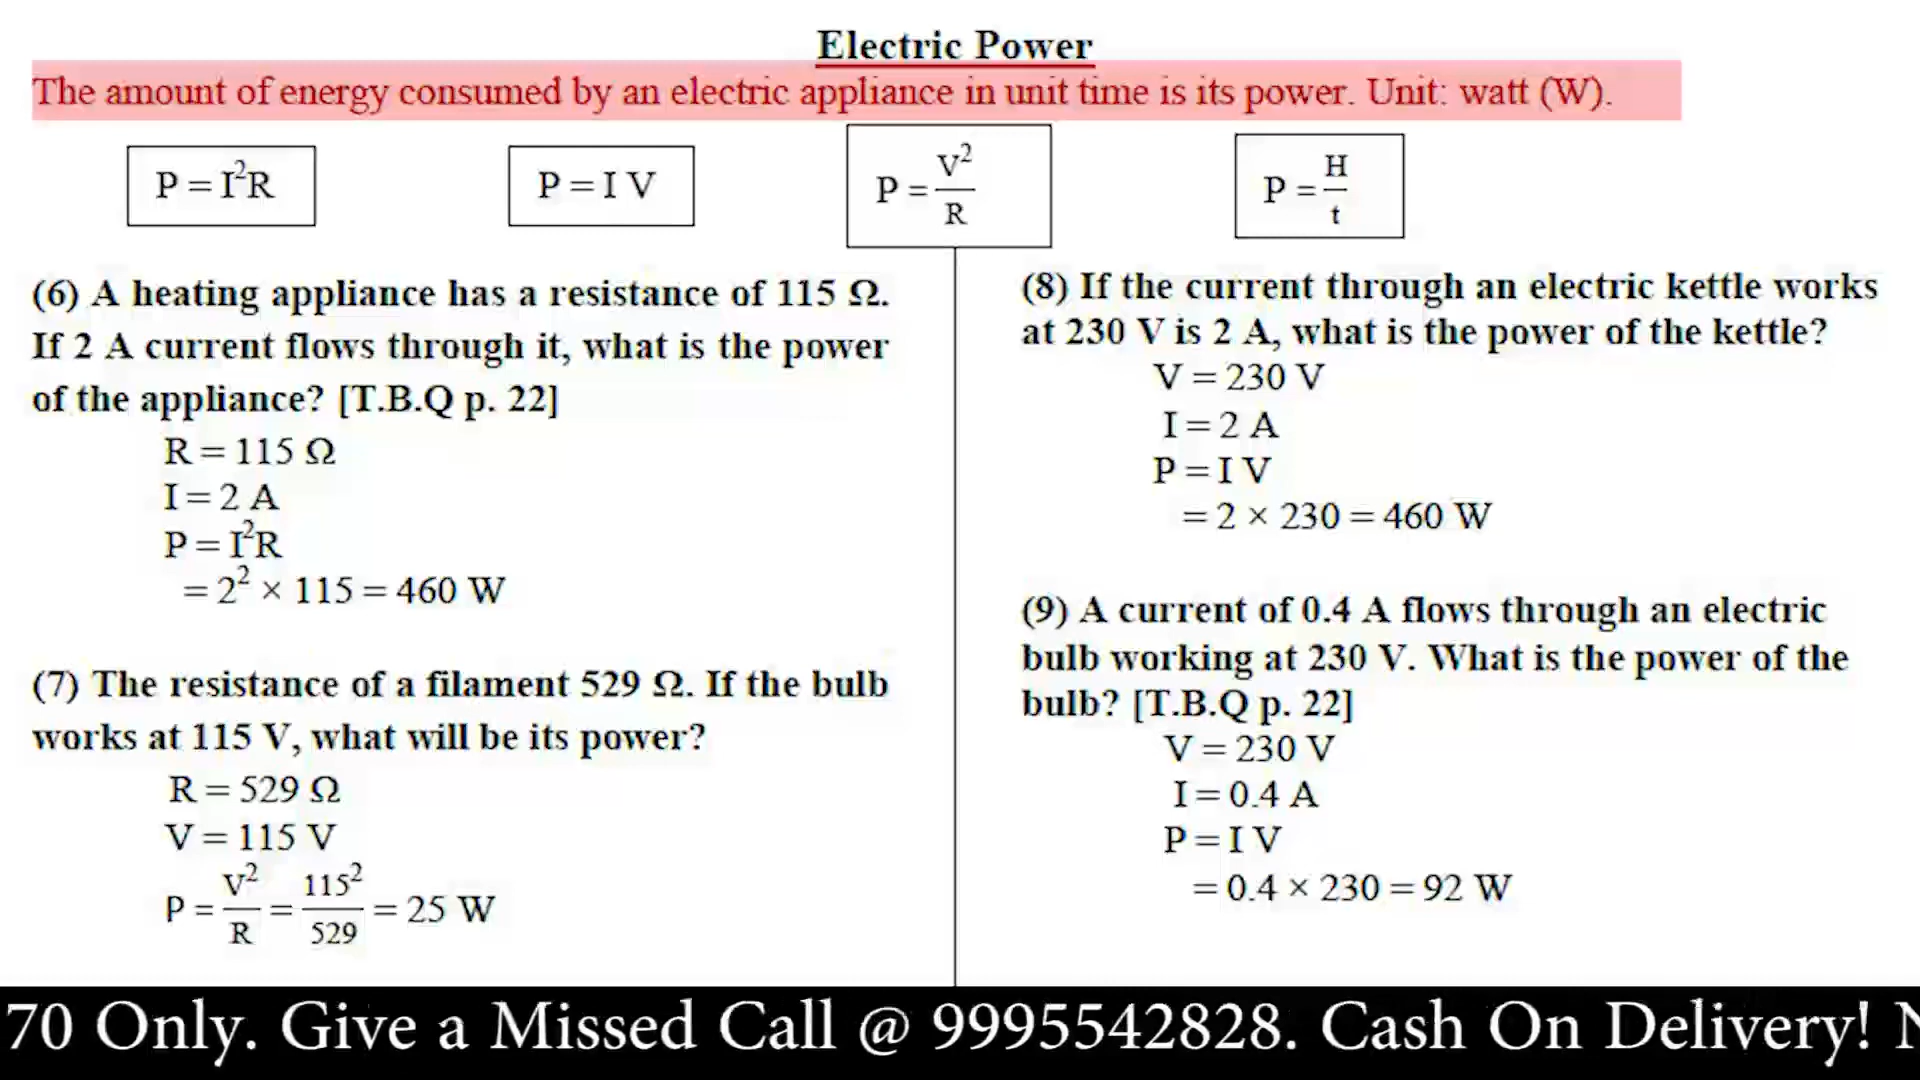 Electric Power
The amount of energy consumed by an electric appliance in unit time is its power. Unit: watt (W).
P = I²R
P = I V
P = V²/R
P = H/t
(6) A heating appliance has a resistance of 115 Ω.
If 2 A current flows through it, what is the power
of the appliance? [T.B.Q p. 22]
R = 115 Ω
I = 2 A
P = I²R
= 2² × 115 = 460 W
(7) The resistance of a filament 529 Ω. If the bulb
works at 115 V, what will be its power?
R = 529 Ω
V = 115 V
P = V²/R = 115²/529 = 25 W
(8) If the current through an electric kettle works
at 230 V is 2 A, what is the power of the kettle?
V = 230 V
I = 2 A
P = I V
= 2 × 230 = 460 W
(9) A current of 0.4 A flows through an electric
bulb working at 230 V. What is the power of the
bulb? [T.B.Q p. 22]
V = 230 V
I = 0.4 A
P = I V
= 0.4 × 230 = 92 W
70 Only. Give a Missed Call @ 9995542828. Cash On Delivery! N